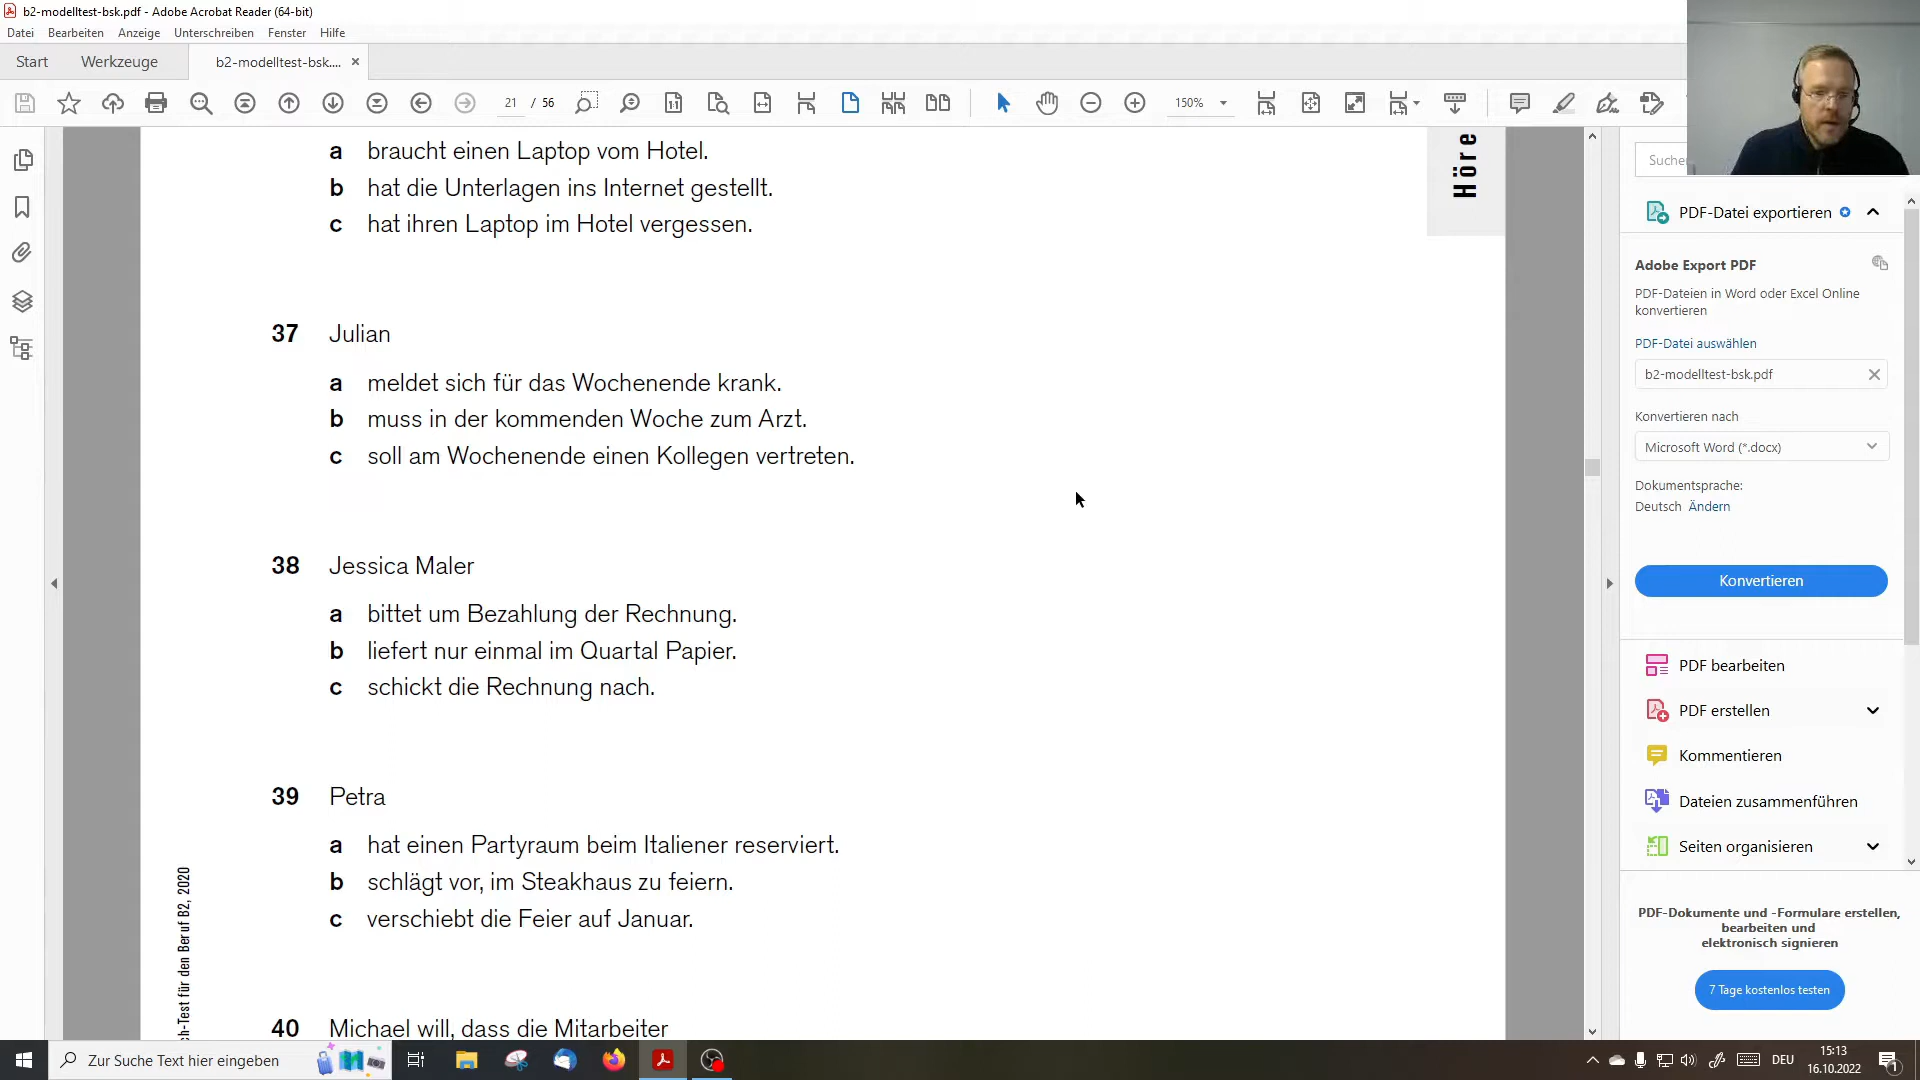 b2-modelltest-bsk.pdf - Adobe Acrobat Reader (64-bit)
Datei Bearbeiten Anzeige Unterschreiben Fenster Hilfe
Start Werkzeuge b2-modelltest-bsk....
21 / 56 150%
Höre
a braucht einen Laptop vom Hotel.
b hat die Unterlagen ins Internet gestellt.
c hat ihren Laptop im Hotel vergessen.
37 Julian
a meldet sich für das Wochenende krank.
b muss in der kommenden Woche zum Arzt.
c soll am Wochenende einen Kollegen vertreten.
38 Jessica Maler
a bittet um Bezahlung der Rechnung.
b liefert nur einmal im Quartal Papier.
c schickt die Rechnung nach.
39 Petra
a hat einen Partyraum beim Italiener reserviert.
b schlägt vor, im Steakhaus zu feiern.
c verschiebt die Feier auf Januar.
40 Michael will, dass die Mitarbeiter
ch-Test für den Beruf B2, 2020
Suchen
PDF-Datei exportieren
Adobe Export PDF
PDF-Dateien in Word oder Excel Online
konvertieren
PDF-Datei auswählen
b2-modelltest-bsk.pdf
Konvertieren nach
Microsoft Word (*.docx)
Dokumentsprache:
Deutsch Ändern
Konvertieren
PDF bearbeiten
PDF erstellen
Kommentieren
Dateien zusammenführen
Seiten organisieren
PDF-Dokumente und -Formulare erstellen,
bearbeiten und
elektronisch signieren
7 Tage kostenlos testen
Zur Suche Text hier eingeben
DEU
15:13
16.10.2022
1